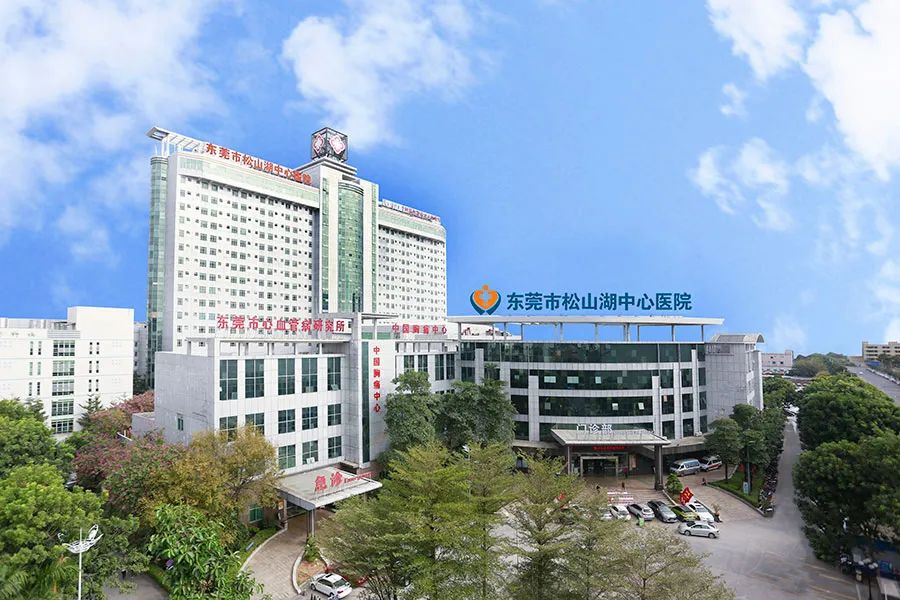 东莞市松山湖中心医院
东莞市松山湖中心医院
东莞市心血管病研究所
中国胸痛中心
中国胸痛中心
门诊部
急诊 Emergency